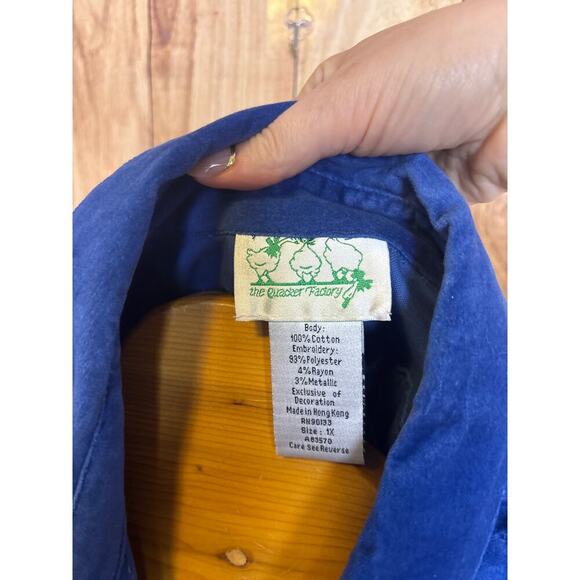 the Quacker Factory
Body:
100% Cotton
Embroidery:
93% Polyester
4% Rayon
3% Metallic
Exclusive of
Decoration
Made in Hong Kong
RN90133
Size : 1X
A83570
Care See Reverse